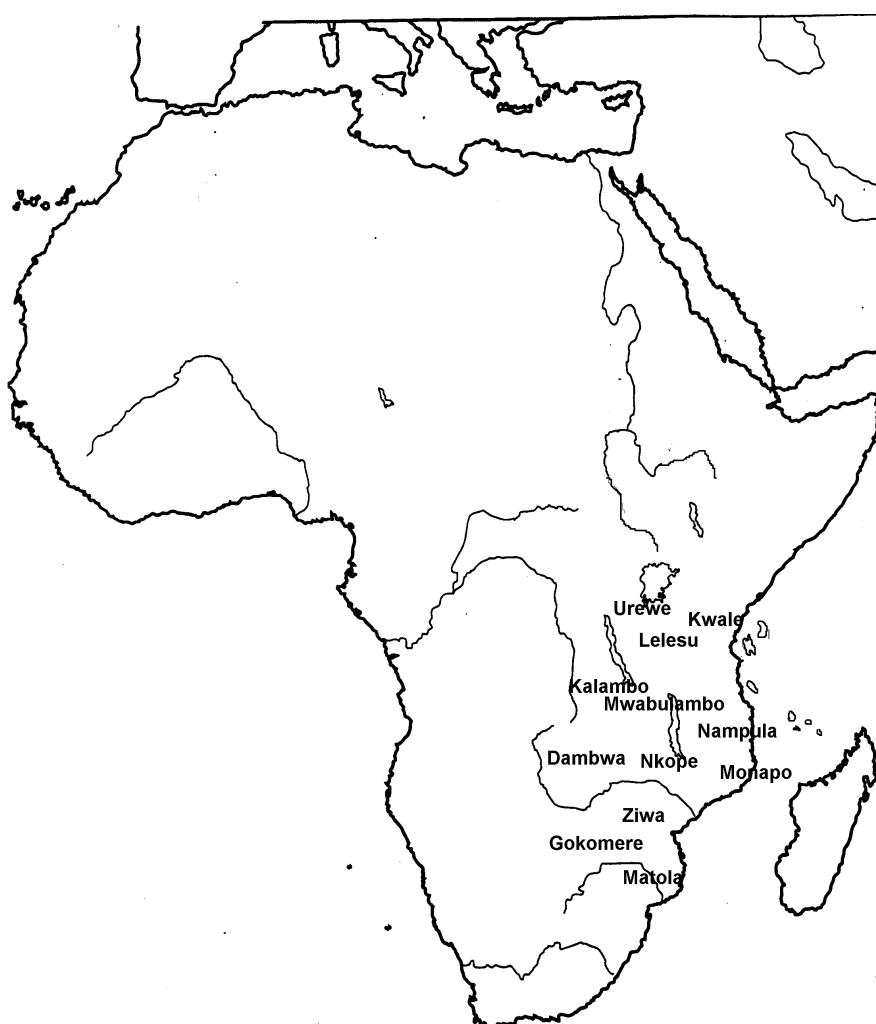 Urewe
Kwale
Lelesu
Kalambo
Mwabulambo
Nampula
Dambwa
Nkope
Monapo
Ziwa
Gokomere
Matola